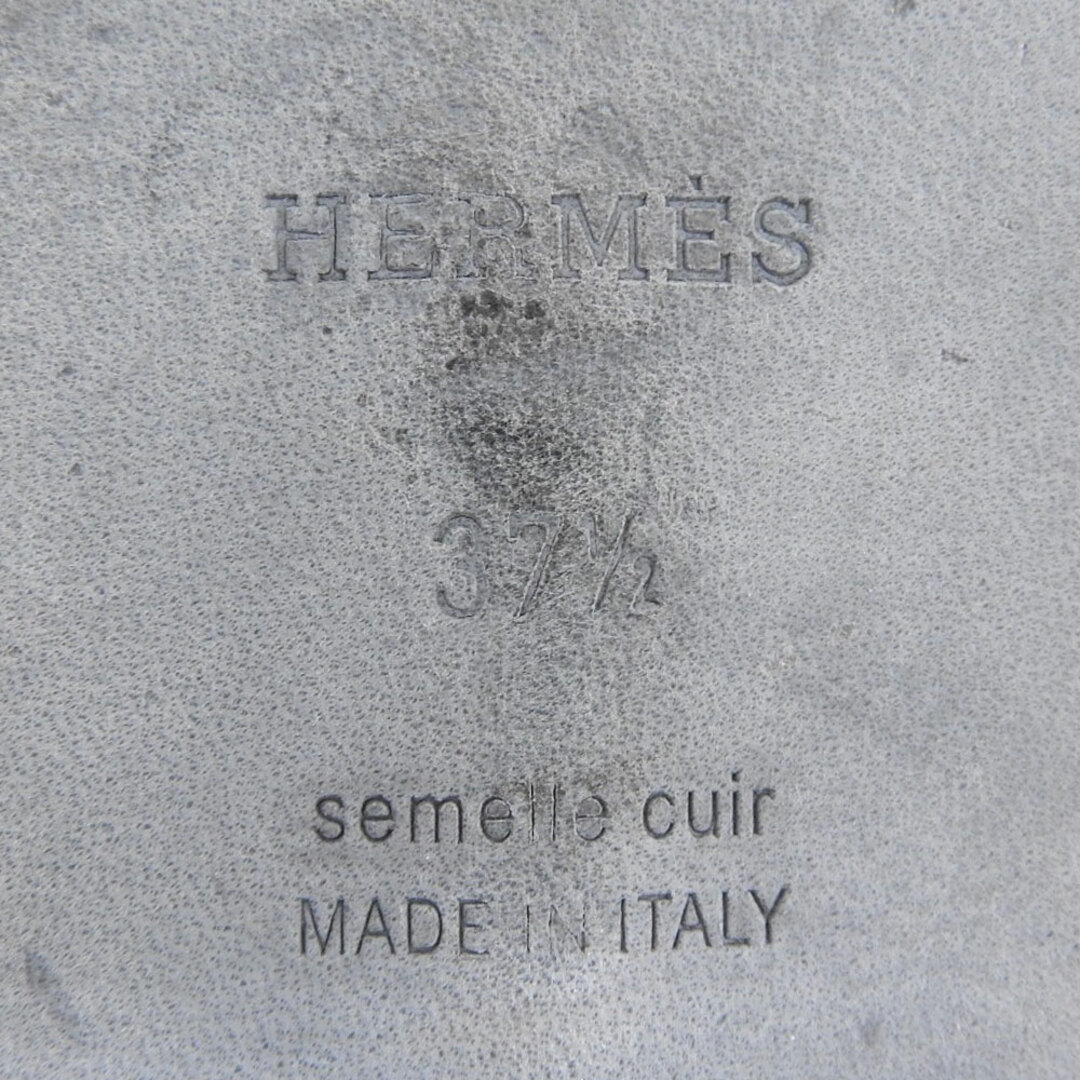 HERMÈS
37½
semelle cuir
MADE IN ITALY